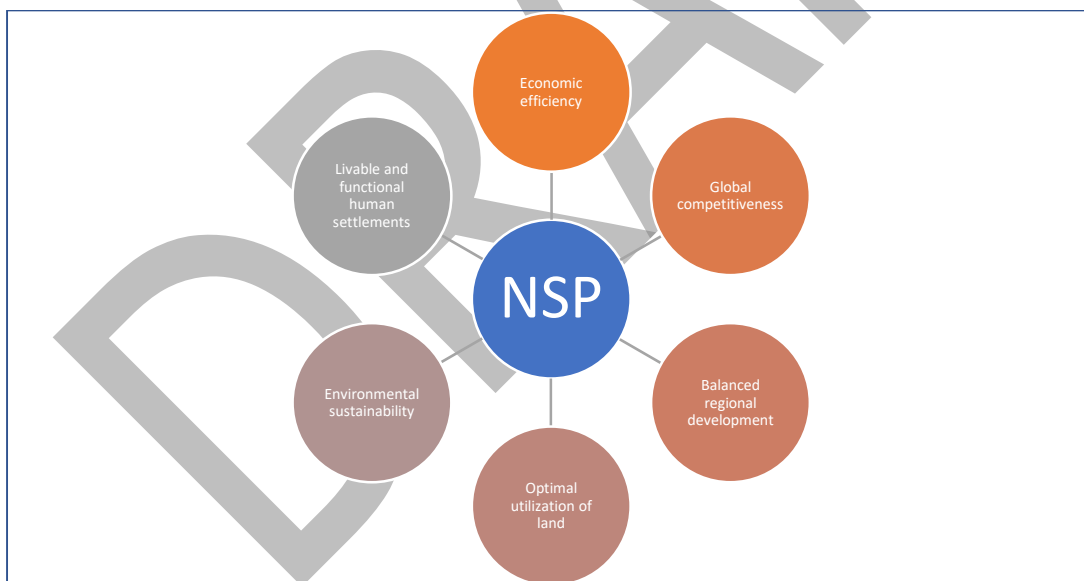 Economic
efficiency
Global
competitiveness
Balanced
regional
development
Optimal
utilization of
land
Environmental
sustainability
Livable and
functional
human
settlements
NSP